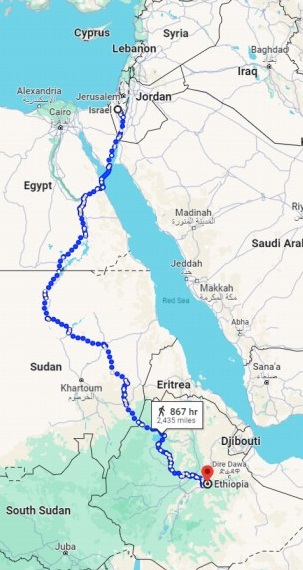 Cyprus
Syria
Lebanon
Baghdad
بغداد
Iraq
Alexandria
الإسكندرية
Jerusalem
Israel
Jordan
Cairo
القاهرة
Egypt
Madinah
المدينة المنورة
Riy
Saudi Arab
Jeddah
جدة
Makkah
مكة المكرمة
Red Sea
Abha
أبها
Sudan
Sana'a
صنعاء
Khartoum
الخرطوم
Eritrea
867 hr
2,435 miles
Djibouti
Dire Dawa
ድሬዳዋ
Ethiopia
South Sudan
Juba